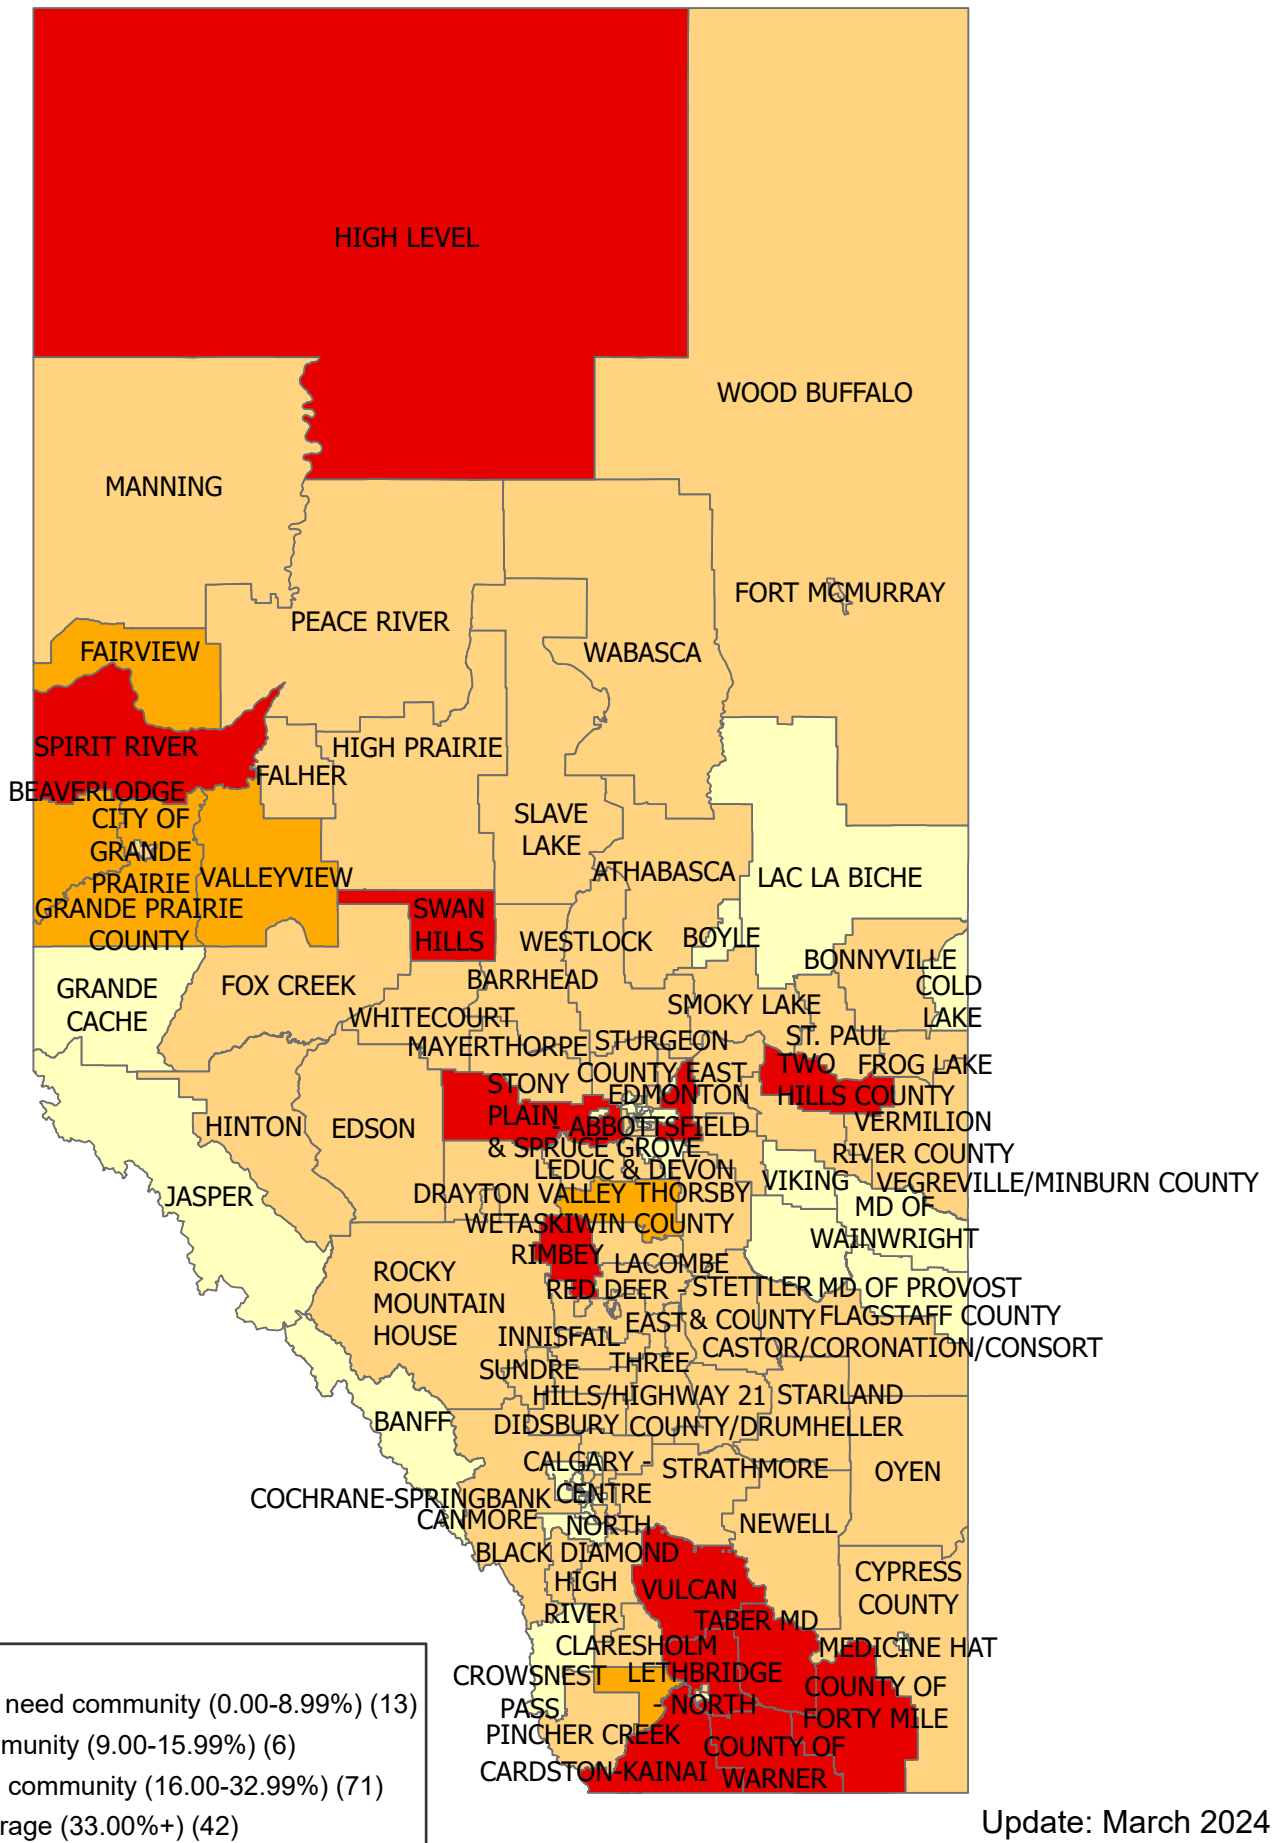 HIGH LEVEL
WOOD BUFFALO
MANNING
FORT MCMURRAY
PEACE RIVER
FAIRVIEW
WABASCA
SPIRIT RIVER
HIGH PRAIRIE
FALHER
BEAVERLODGE
CITY OF
GRANDE
PRAIRIE
SLAVE
LAKE
ATHABASCA
VALLEYVIEW
LAC LA BICHE
GRANDE PRAIRIE
COUNTY
SWAN
HILLS
WESTLOCK
BOYLE
BONNYVILLE
BARRHEAD
FOX CREEK
GRANDE
CACHE
COLD
LAKE
SMOKY LAKE
WHITECOURT
ST. PAUL
MAYERTHORPE
STURGEON
COUNTY EAST
TWO
HILLS COUNTY
FROG LAKE
STONY
PLAIN
& SPRUCE GROVE
EDMONTON
- ABBOTTSFIELD
HINTON
EDSON
VERMILION
RIVER COUNTY
LEDUC & DEVON
VIKING
VEGREVILLE/MINBURN COUNTY
JASPER
DRAYTON VALLEY
THORSBY
MD OF
WAINWRIGHT
WETASKIWIN COUNTY
RIMBEY
LACOMBE
ROCKY
MOUNTAIN
HOUSE
RED DEER -
EAST
STETTLER
& COUNTY
MD OF PROVOST
FLAGSTAFF COUNTY
INNISFAIL
CASTOR/CORONATION/CONSORT
SUNDRE
THREE
HILLS/HIGHWAY 21
STARLAND
COUNTY/DRUMHELLER
BANFF
DIDSBURY
CALGARY -
CENTRE
NORTH
STRATHMORE
OYEN
COCHRANE-SPRINGBANK
CANMORE
NEWELL
BLACK DIAMOND
HIGH
RIVER
VULCAN
CYPRESS
COUNTY
TABER MD
CLARESHOLM
MEDICINE HAT
CROWSNEST
PASS
LETHBRIDGE
- NORTH
COUNTY OF
FORTY MILE
PINCHER CREEK
COUNTY OF
WARNER
CARDSTON-KAINAI
need community (0.00-8.99%) (13)
munity (9.00-15.99%) (6)
community (16.00-32.99%) (71)
rage (33.00%+) (42)
Update: March 2024